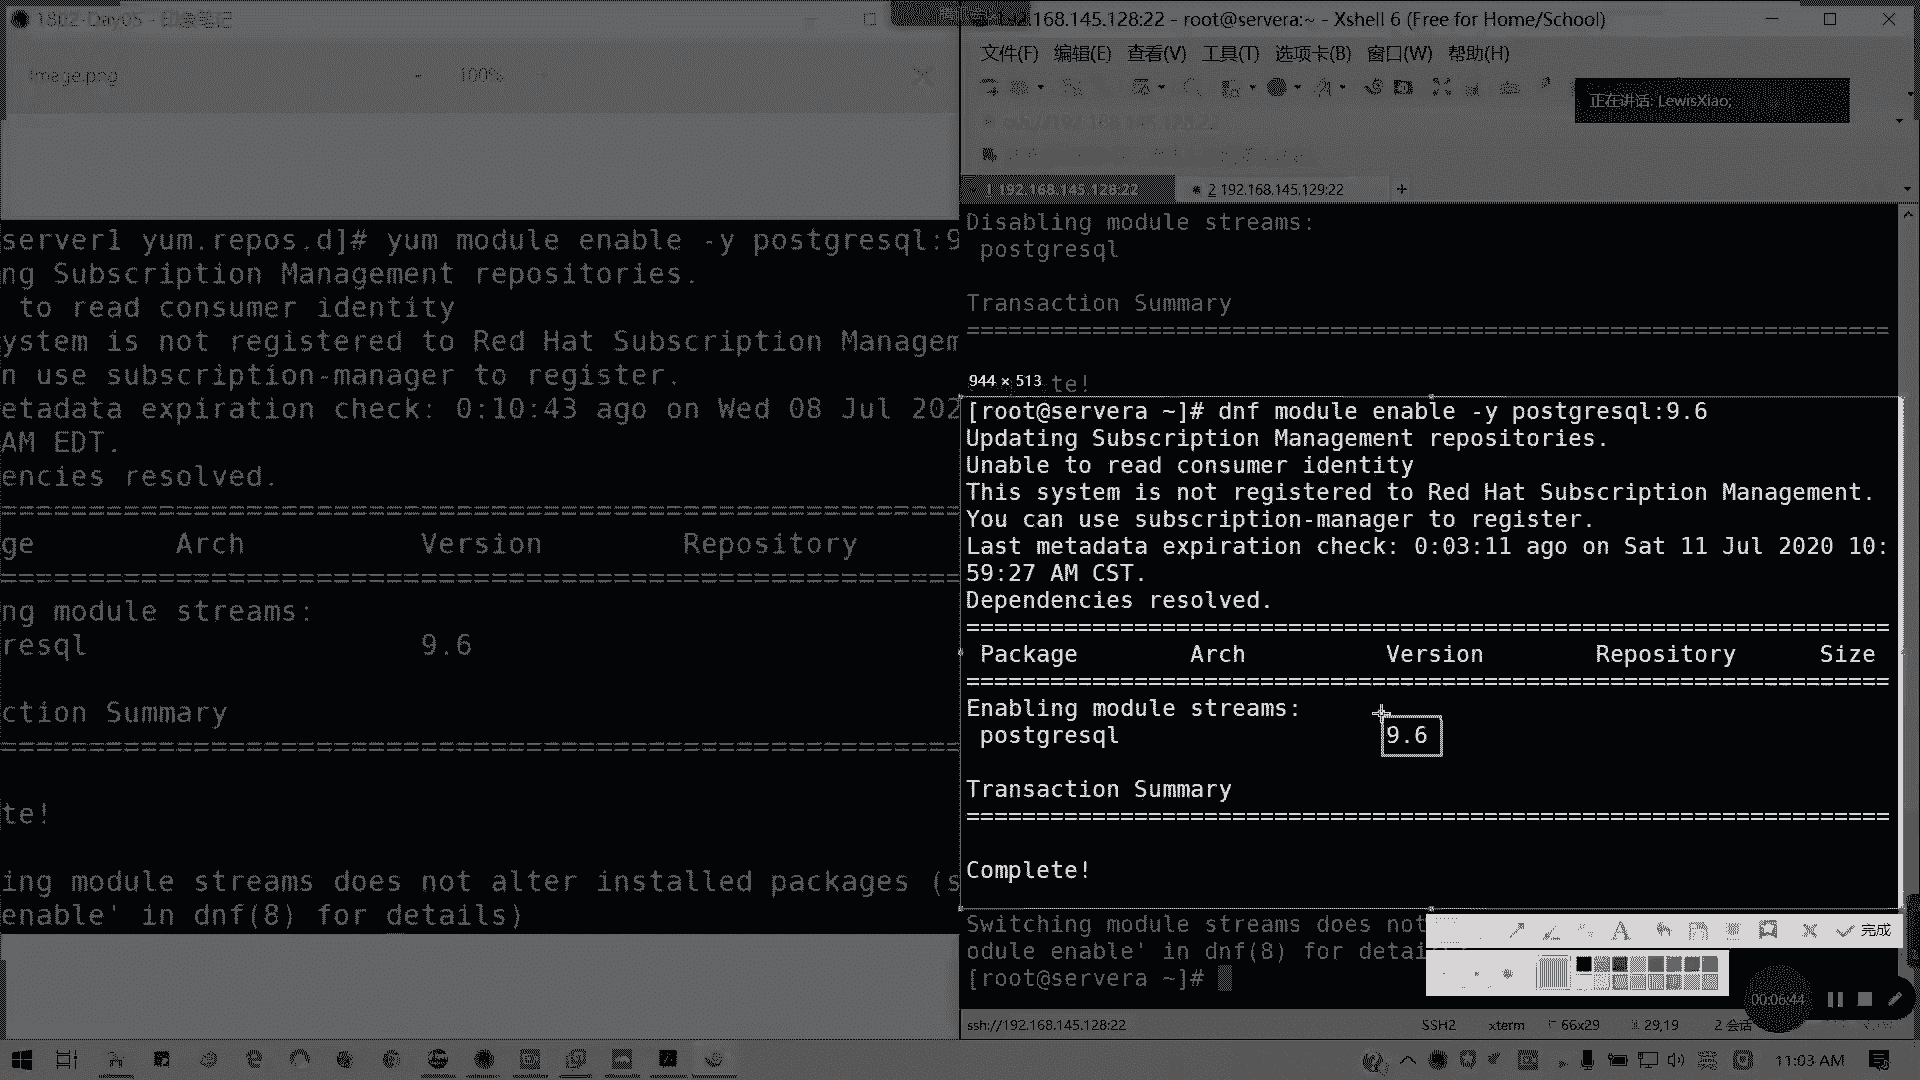 1802-Day05 - 印象笔记
image.png
100%
server1 yum.repos.d]# yum module enable -y postgresql:9
ng Subscription Management repositories.
to read consumer identity
ystem is not registered to Red Hat Subscription Managem
n use subscription-manager to register.
etadata expiration check: 0:10:43 ago on Wed 08 Jul 202
AM EDT.
encies resolved.
ge Arch Version Repository
ng module streams:
resql 9.6
ction Summary
te!
ing module streams does not alter installed packages (s
enable' in dnf(8) for details)
.168.145.128:22 - root@servera:~ - Xshell 6 (Free for Home/School)
文件(F) 编辑(E) 查看(V) 工具(T) 选项卡(B) 窗口(W) 帮助(H)
正在讲话: LewisXiao;
ssh://192.168.145.128:22
1 192.168.145.128:22
2 192.168.145.129:22 +
Disabling module streams:
postgresql
Transaction Summary
================================================================
944 × 513
te!
[root@servera ~]# dnf module enable -y postgresql:9.6
Updating Subscription Management repositories.
Unable to read consumer identity
This system is not registered to Red Hat Subscription Management.
You can use subscription-manager to register.
Last metadata expiration check: 0:03:11 ago on Sat 11 Jul 2020 10:
59:27 AM CST.
Dependencies resolved.
================================================================
Package Arch Version Repository Size
================================================================
Enabling module streams:
postgresql 9.6
Transaction Summary
================================================================
Complete!
Switching module streams does not
odule enable' in dnf(8) for detai
[root@servera ~]#
完成
00:06:44
ssh://192.168.145.128:22
SSH2 xterm 66x29 29,19 2 会话
11:03 AM